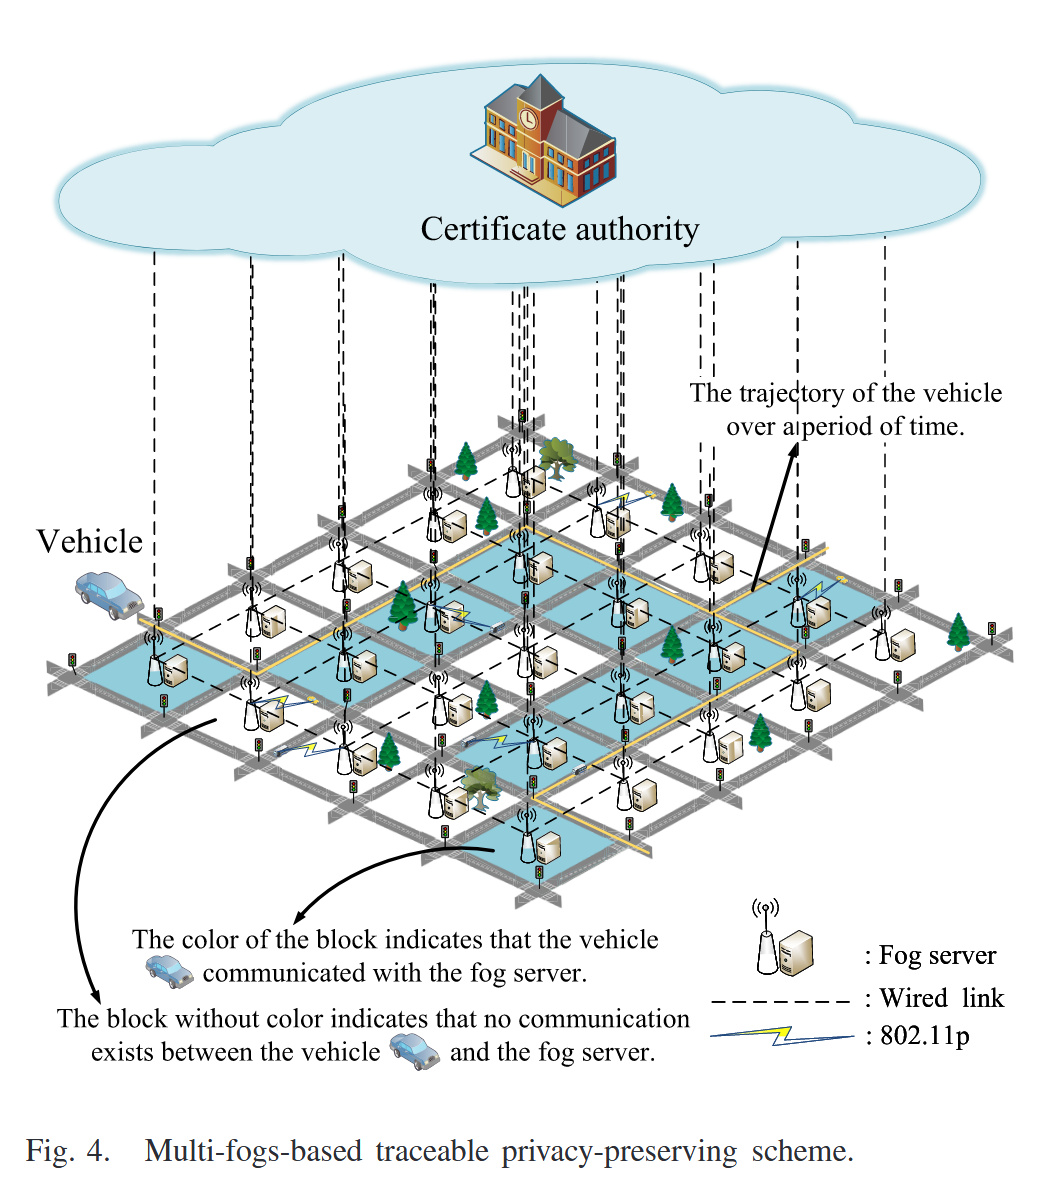 Certificate authority
The trajectory of the vehicle
over a period of time.
Vehicle
The color of the block indicates that the vehicle
communicated with the fog server.
The block without color indicates that no communication
exists between the vehicle and the fog server.
: Fog server
: Wired link
: 802.11p
Fig. 4. Multi-fogs-based traceable privacy-preserving scheme.